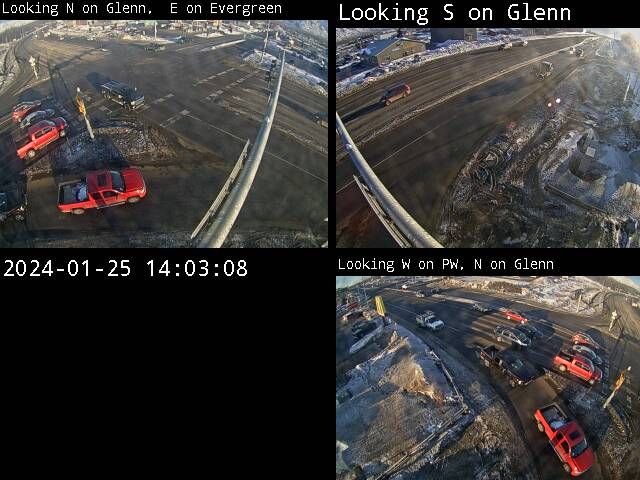 Looking N on Glenn,  E on Evergreen
Looking S on Glenn
2024-01-25 14:03:08
Looking W on PW, N on Glenn